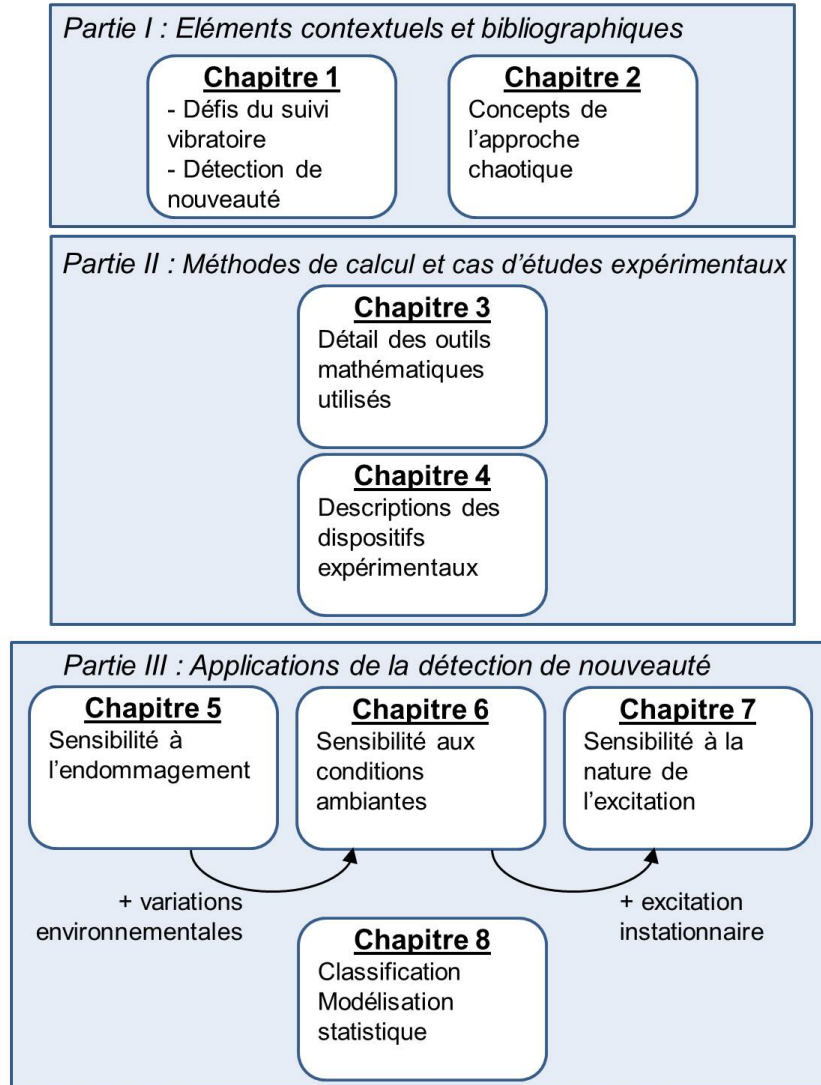 Partie I : Eléments contextuels et bibliographiques
Chapitre 1
- Défis du suivi
vibratoire
- Détection de
nouveauté
Chapitre 2
Concepts de
l’approche
chaotique
Partie II : Méthodes de calcul et cas d’études expérimentaux
Chapitre 3
Détail des outils
mathématiques
utilisés
Chapitre 4
Descriptions des
dispositifs
expérimentaux
Partie III : Applications de la détection de nouveauté
Chapitre 5
Sensibilité à
l’endommagement
Chapitre 6
Sensibilité aux
conditions
ambiantes
Chapitre 7
Sensibilité à la
nature de
l’excitation
+ variations
environnementales
+ excitation
instationnaire
Chapitre 8
Classification
Modélisation
statistique